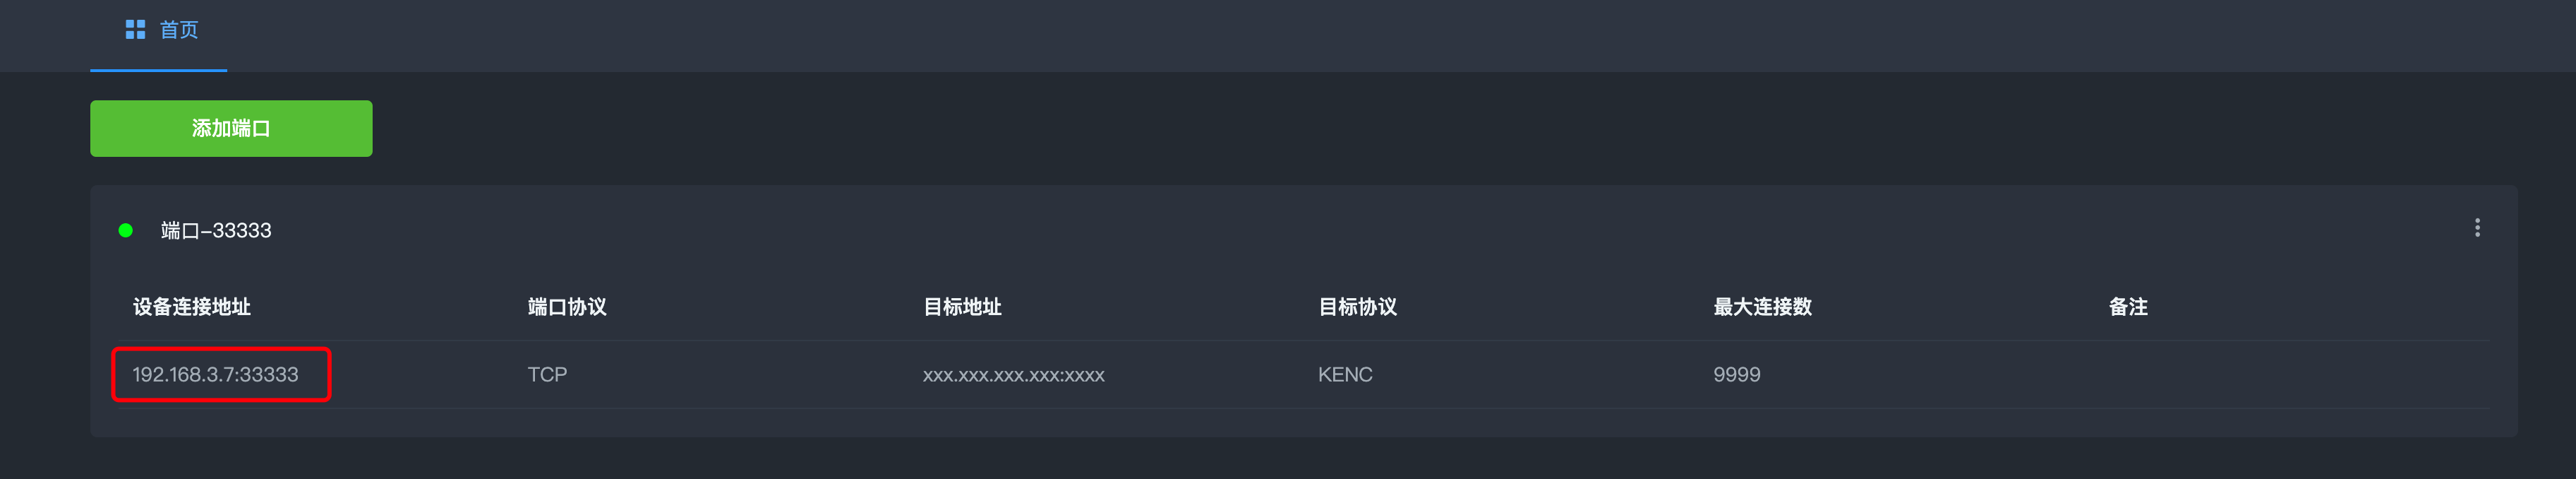 首页
添加端口
端口-33333
设备连接地址 端口协议 目标地址 目标协议 最大连接数 备注
192.168.3.7:33333 TCP xxx.xxx.xxx.xxx:xxxx KENC 9999